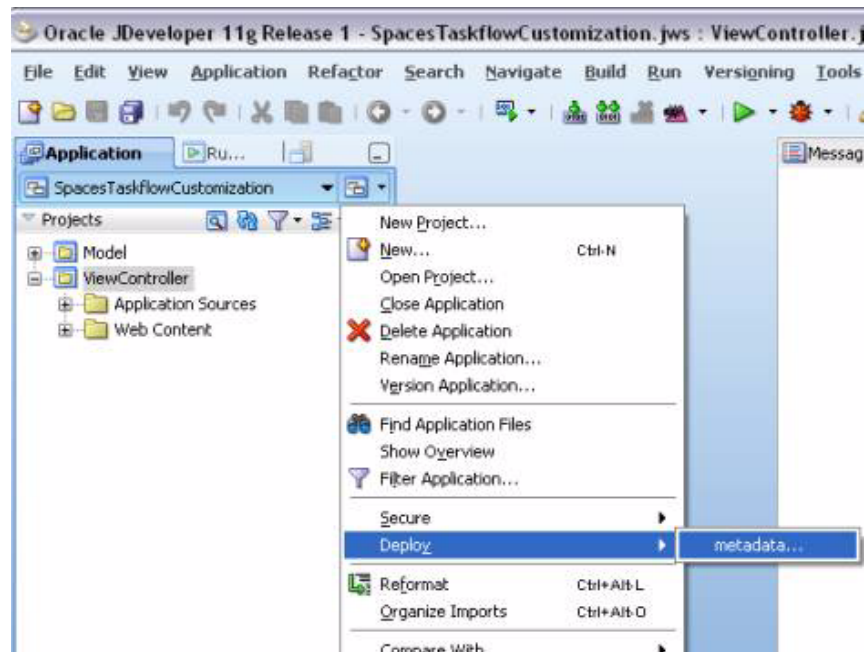 Oracle JDeveloper 11g Release 1 - SpacesTaskflowCustomization.jws : ViewController.j
File Edit View Application Refactor Search Navigate Build Run Versioning Tools
Application Ru... Messag
SpacesTaskflowCustomization
Projects
Model
ViewController
Application Sources
Web Content
New Project...
New... Ctrl-N
Open Project...
Close Application
Delete Application
Rename Application...
Version Application...
Find Application Files
Show Overview
Filter Application...
Secure
Deploy metadata...
Reformat Ctrl+Alt-L
Organize Imports Ctrl+Alt-O
Compare With